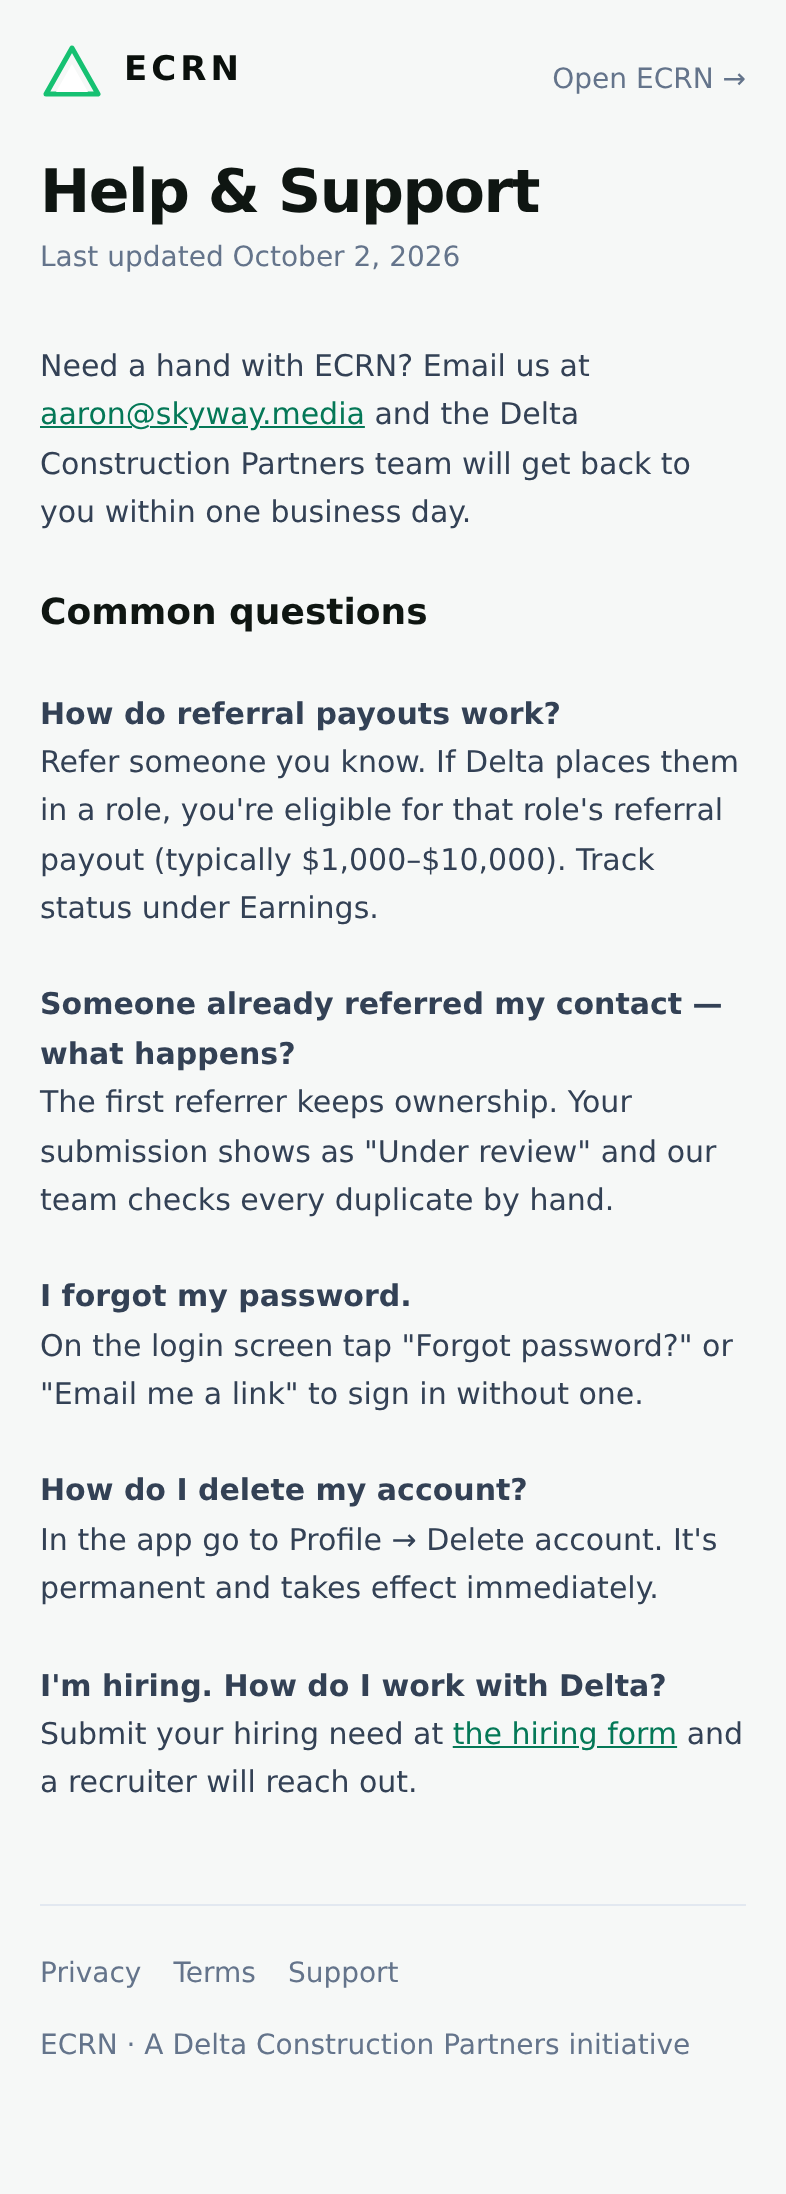 ECRN
Open ECRN →
Help & Support
Last updated October 2, 2026
Need a hand with ECRN? Email us at
aaron@skyway.media and the Delta
Construction Partners team will get back to
you within one business day.
Common questions
How do referral payouts work?
Refer someone you know. If Delta places them
in a role, you're eligible for that role's referral
payout (typically $1,000–$10,000). Track
status under Earnings.
Someone already referred my contact —
what happens?
The first referrer keeps ownership. Your
submission shows as "Under review" and our
team checks every duplicate by hand.
I forgot my password.
On the login screen tap "Forgot password?" or
"Email me a link" to sign in without one.
How do I delete my account?
In the app go to Profile → Delete account. It's
permanent and takes effect immediately.
I'm hiring. How do I work with Delta?
Submit your hiring need at the hiring form and
a recruiter will reach out.
Privacy Terms Support
ECRN · A Delta Construction Partners initiative